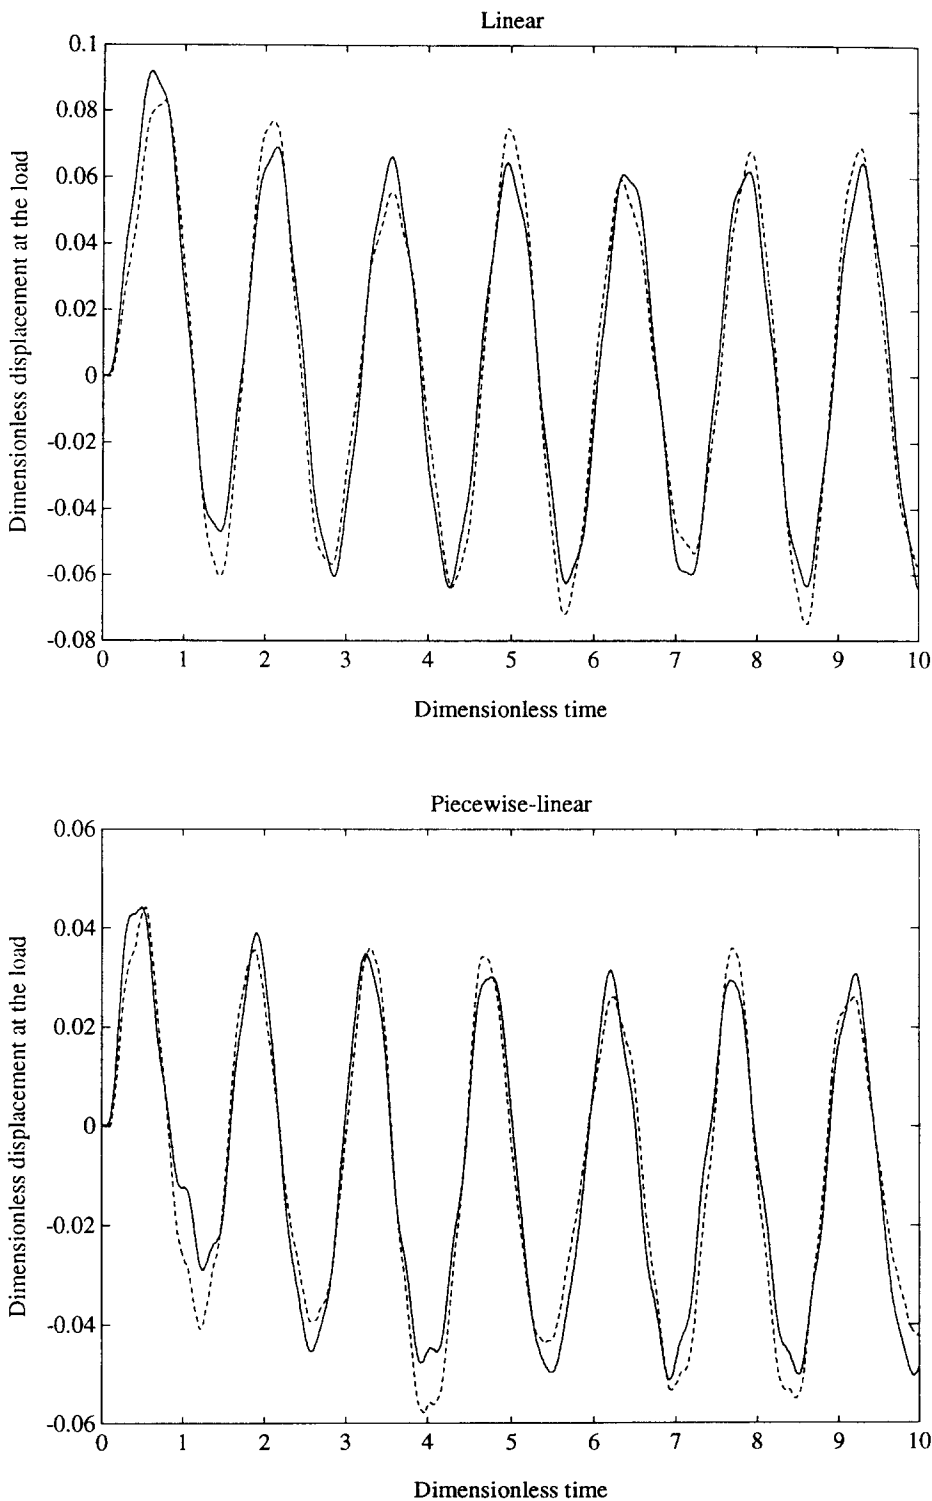 Linear
0.1
0.08
0.06
0.04
0.02
0
-0.02
-0.04
-0.06
-0.08
Dimensionless displacement at the load
0 1 2 3 4 5 6 7 8 9 10
Dimensionless time
Piecewise-linear
0.06
0.04
0.02
0
-0.02
-0.04
-0.06
Dimensionless displacement at the load
0 1 2 3 4 5 6 7 8 9 10
Dimensionless time